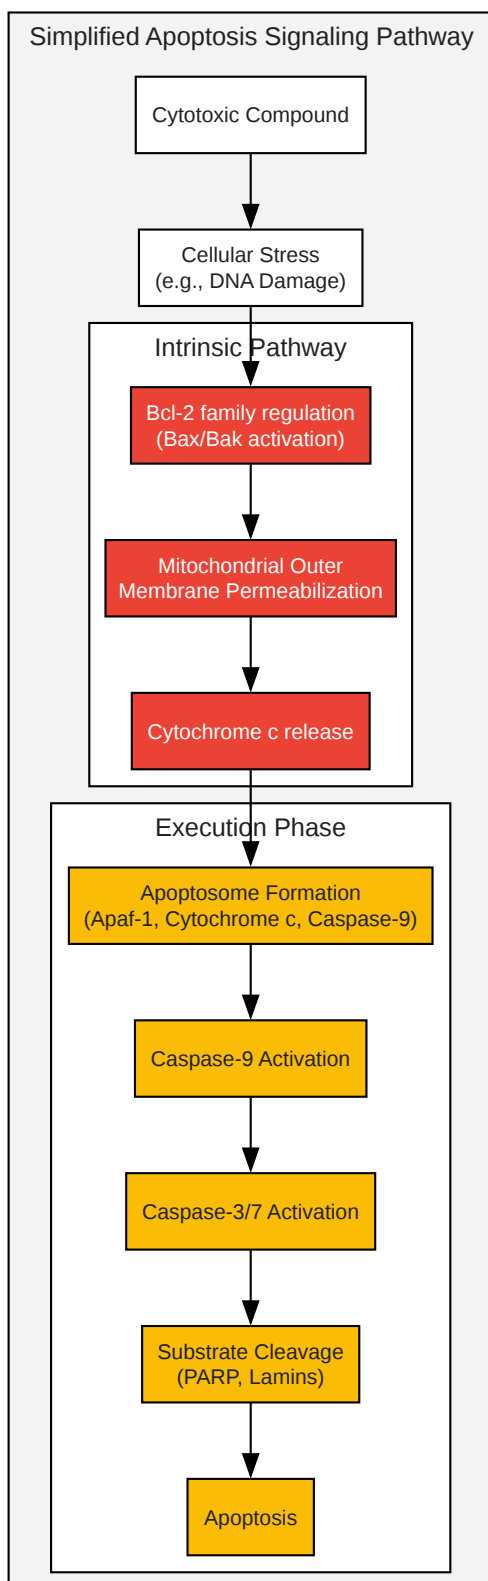 Simplified Apoptosis Signaling Pathway
Cytotoxic Compound
Cellular Stress
(e.g., DNA Damage)
Intrinsic Pathway
Bcl-2 family regulation
(Bax/Bak activation)
Mitochondrial Outer
Membrane Permeabilization
Cytochrome c release
Execution Phase
Apoptosome Formation
(Apaf-1, Cytochrome c, Caspase-9)
Caspase-9 Activation
Caspase-3/7 Activation
Substrate Cleavage
(PARP, Lamins)
Apoptosis